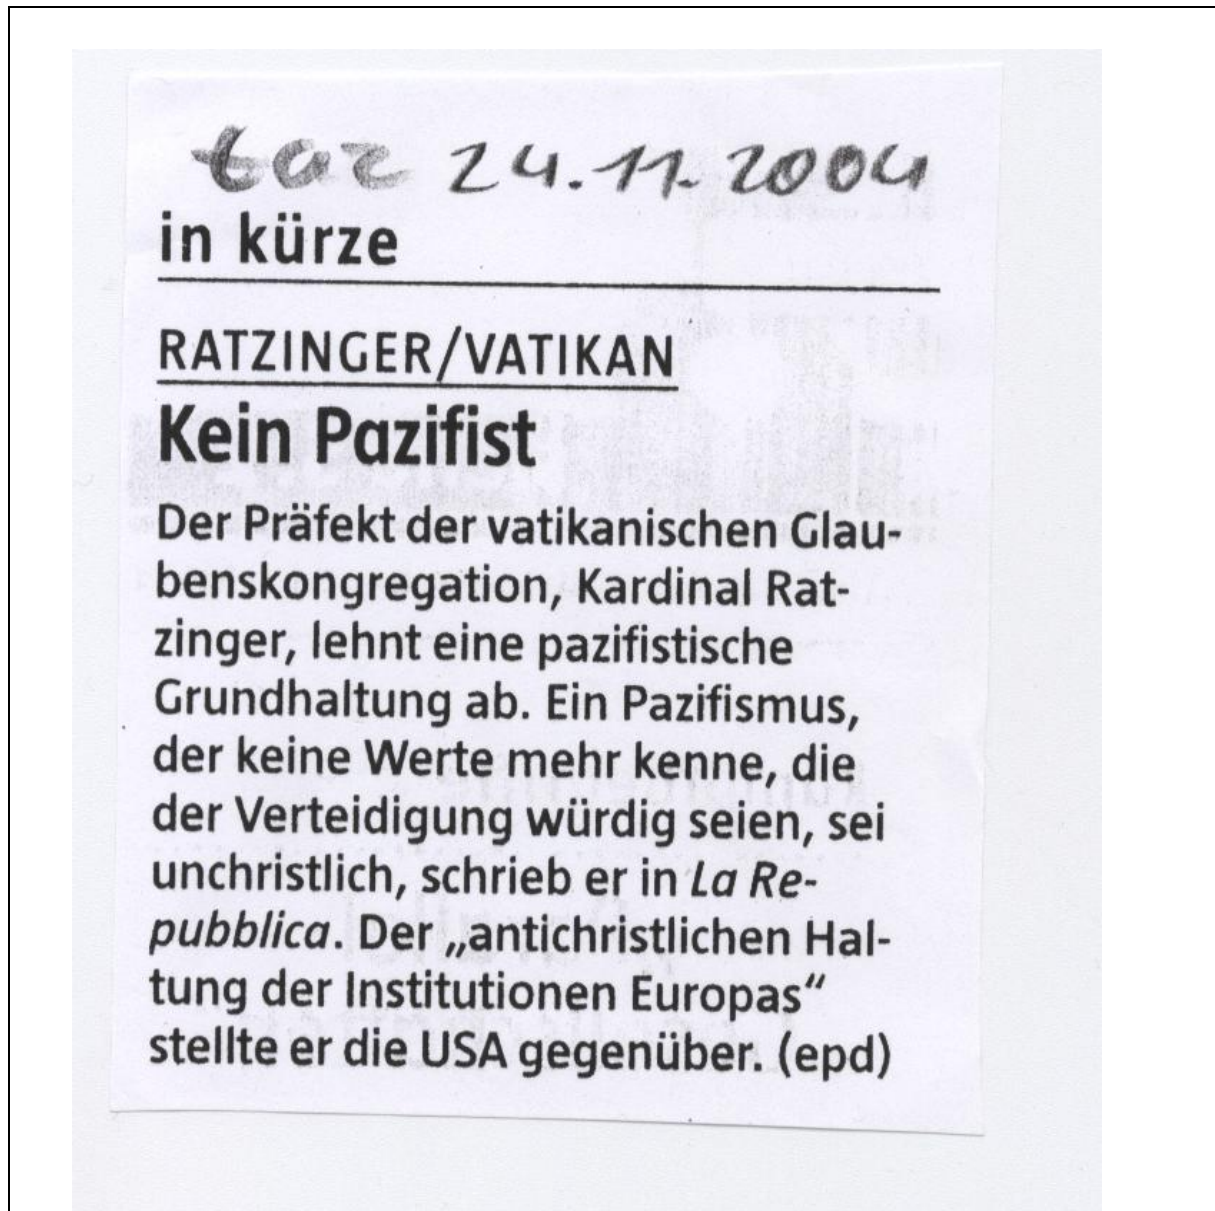 taz 24.11.2004
in kürze
RATZINGER/VATIKAN
Kein Pazifist
Der Präfekt der vatikanischen Glau-
benskongregation, Kardinal Rat-
zinger, lehnt eine pazifistische
Grundhaltung ab. Ein Pazifismus,
der keine Werte mehr kenne, die
der Verteidigung würdig seien, sei
unchristlich, schrieb er in La Re-
pubblica. Der „antichristlichen Hal-
tung der Institutionen Europas“
stellte er die USA gegenüber. (epd)